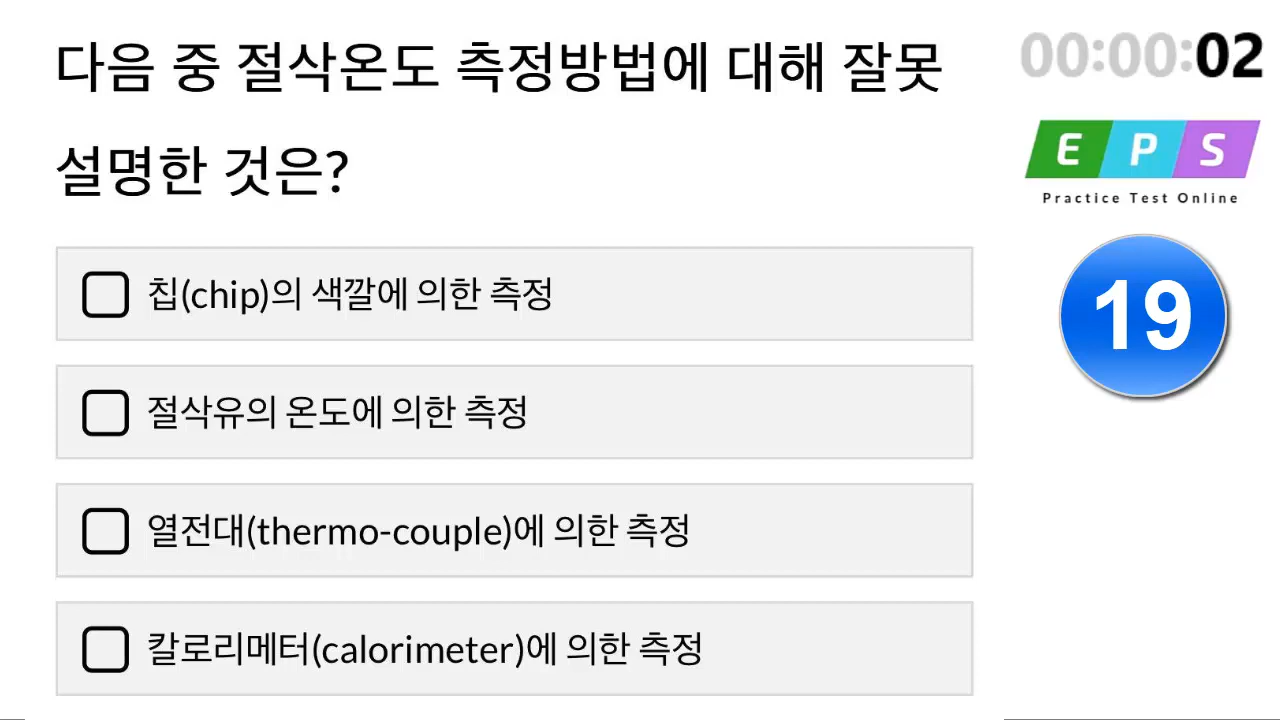 다음 중 절삭온도 측정방법에 대해 잘못
설명한 것은?
00:00:02
EPS
Practice Test Online
19
칩(chip)의 색깔에 의한 측정
절삭유의 온도에 의한 측정
열전대(thermo-couple)에 의한 측정
칼로리메터(calorimeter)에 의한 측정